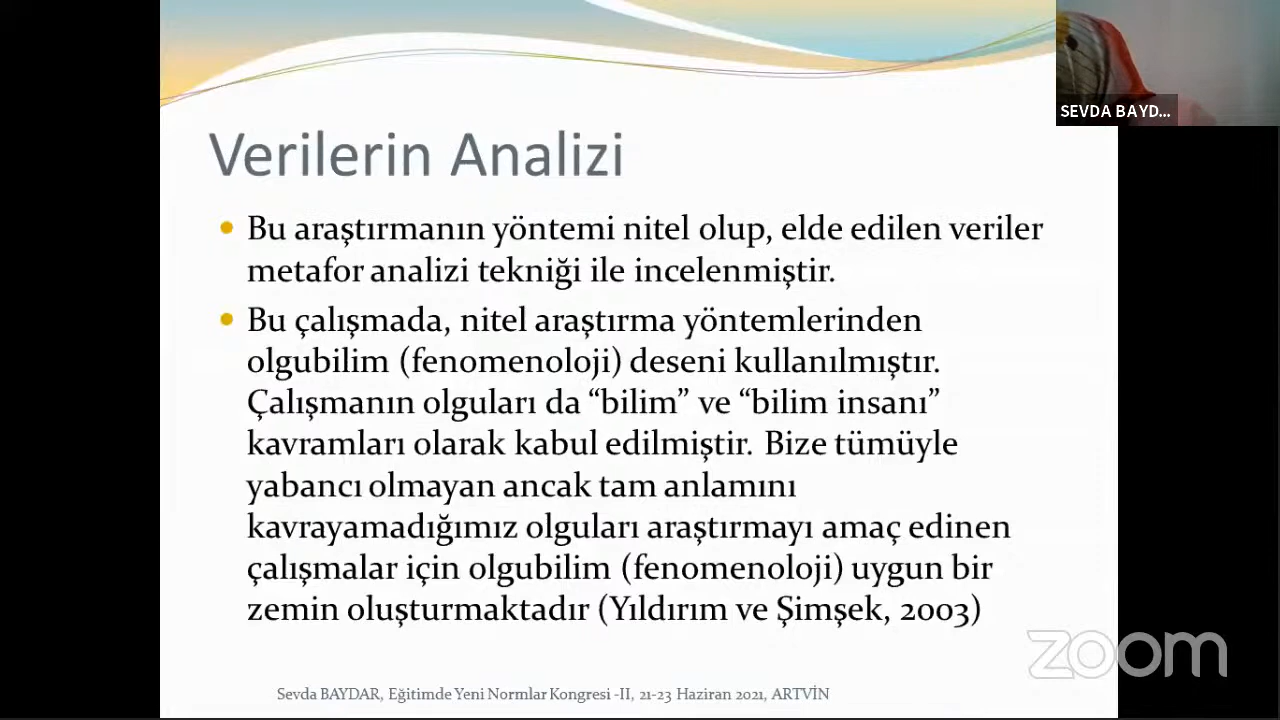 SEVDA BAYD...
Verilerin Analizi
• Bu araştırmanın yöntemi nitel olup, elde edilen veriler
metafor analizi tekniği ile incelenmiştir.
• Bu çalışmada, nitel araştırma yöntemlerinden
olgubilim (fenomenoloji) deseni kullanılmıştır.
Çalışmanın olguları da “bilim” ve “bilim insanı”
kavramları olarak kabul edilmiştir. Bize tümüyle
yabancı olmayan ancak tam anlamını
kavrayamadığımız olguları araştırmayı amaç edinen
çalışmalar için olgubilim (fenomenoloji) uygun bir
zemin oluşturmaktadır (Yıldırım ve Şimşek, 2003)
zoom
Sevda BAYDAR, Eğitimde Yeni Normlar Kongresi -II, 21-23 Haziran 2021, ARTVİN